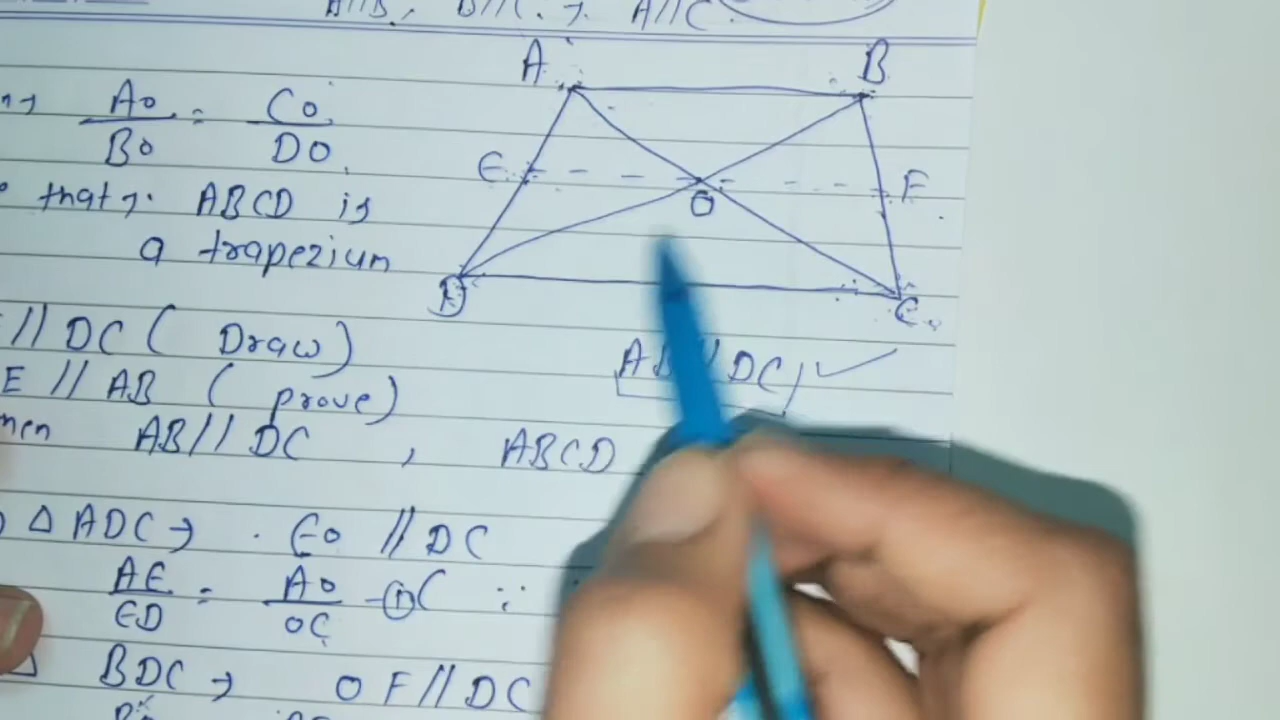 A//B, B//C → A//C
A B
AO/BO = CO/DO
E F
O
that → ABCD is
a trapezium
D C
// DC ( Draw )
AB // DC ✓
E // AB ( prove )
AB // DC , ABCD
Δ ADC → . EO // DC
AE/ED = AO/OC - ① ( ∵
Δ BDC → OF // DC